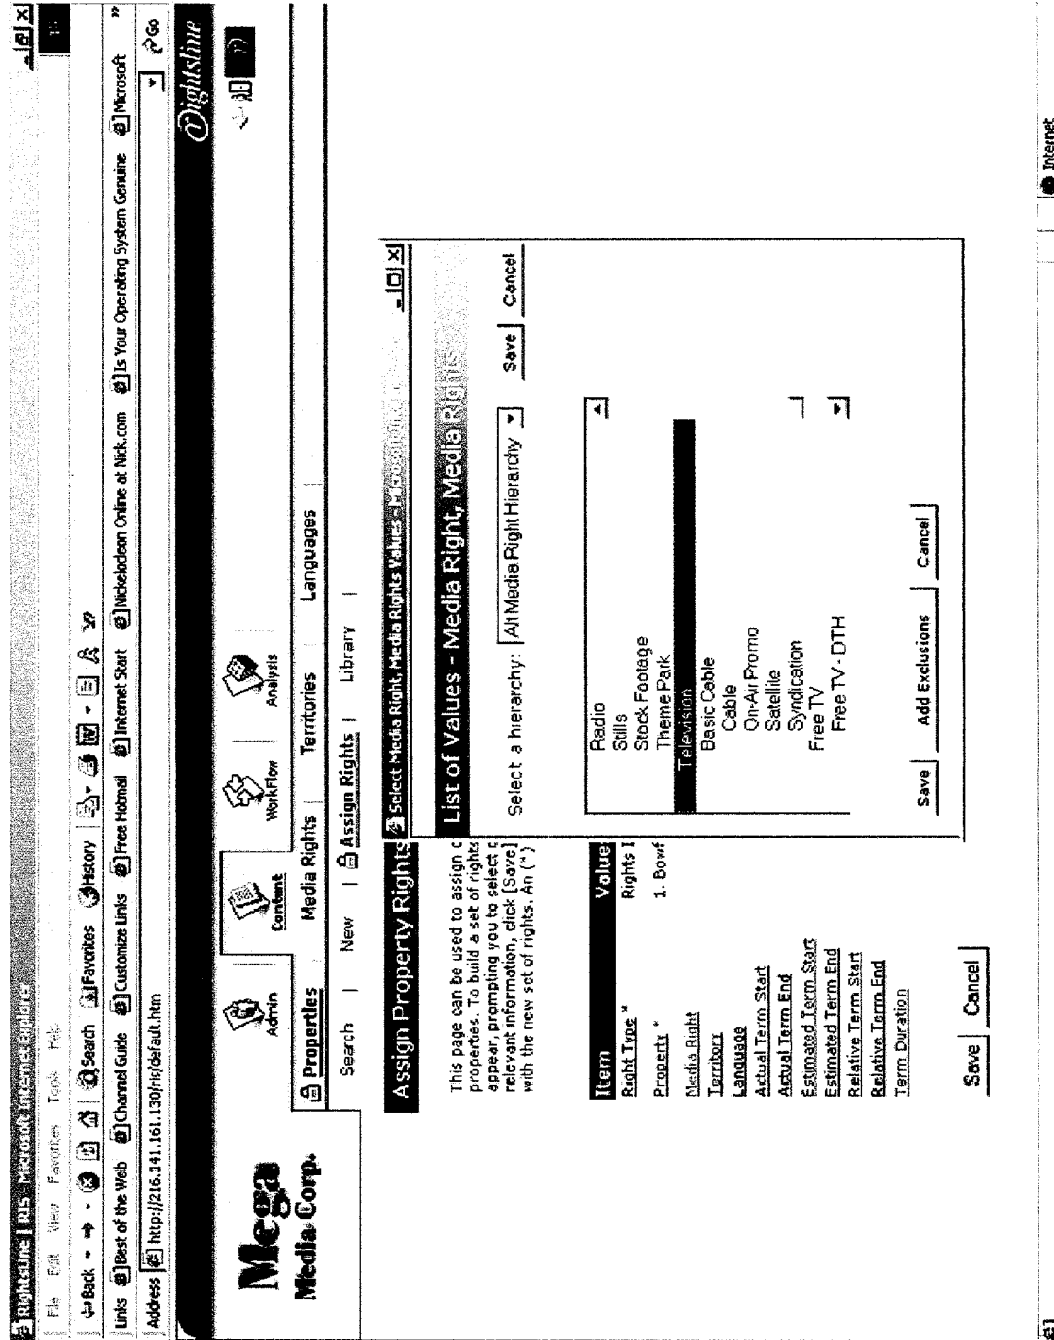 RightsLine | RIS - Microsoft Internet Explorer
File Edit View Favorites Tools Help
Back Search Favorites History
Links Best of the Web Channel Guide Customize Links Free Hotmail Internet Start Nickelodeon Online at Nick.com Is Your Operating System Genuine Microsoft »
Address http://216.141.161.130/ris/default.htm Go
Rightsline
Mega
Media Corp.
Admin Content WorkFlow Analysis
Properties Media Rights | Territories | Languages |
Search | New | Assign Rights | Library |
Assign Property Rights
This page can be used to assign
properties. To build a set of rights
appear, prompting you to select
relevant information, click [Save]
with the new set of rights. An (*)
Item Value
Right Type * Rights I
Property * 1. Bowf
Media Right
Territory
Language
Actual Term Start
Actual Term End
Estimated Term Start
Estimated Term End
Relative Term Start
Relative Term End
Term Duration
Save Cancel
Select Media Right, Media Rights Values - Microsoft
List of Values - Media Right, Media Rights
Select a hierarchy: Alt Media Right Hierarchy Save Cancel
Radio
Stills
Stock Footage
Theme Park
Television
Basic Cable
Cable
On-Air Promo
Satellite
Syndication
Free TV
Free TV - DTH
Save Add Exclusions Cancel
Internet